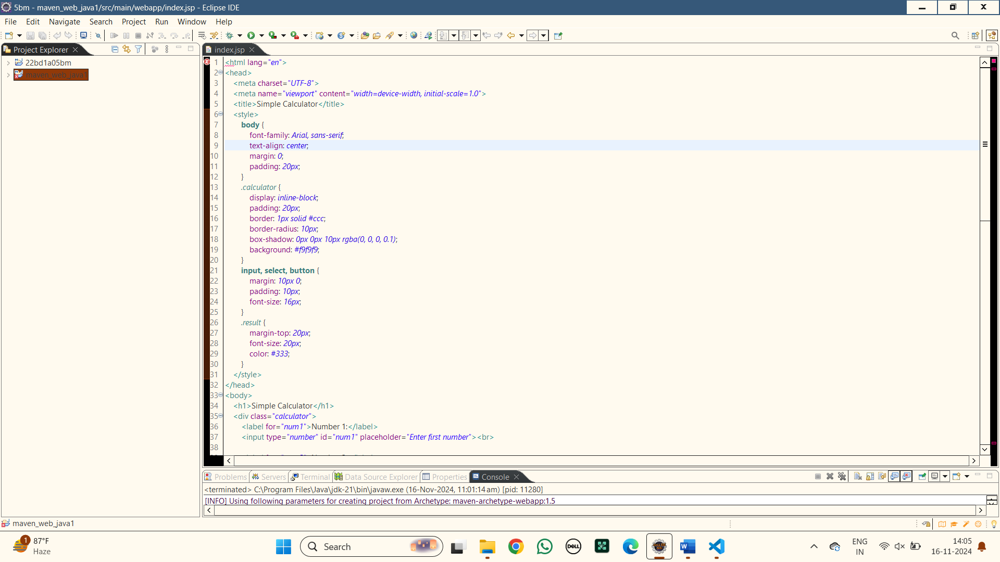 5bm - maven_web_java1/src/main/webapp/index.jsp - Eclipse IDE
File Edit Navigate Search Project Run Window Help
Project Explorer
22bd1a05bm
maven_web_java1
index.jsp
1 <html lang="en">
2 <head>
3 <meta charset="UTF-8">
4 <meta name="viewport" content="width=device-width, initial-scale=1.0">
5 <title>Simple Calculator</title>
6 <style>
7 body {
8 font-family: Arial, sans-serif;
9 text-align: center;
10 margin: 0;
11 padding: 20px;
12 }
13 .calculator {
14 display: inline-block;
15 padding: 20px;
16 border: 1px solid #ccc;
17 border-radius: 10px;
18 box-shadow: 0px 0px 10px rgba(0, 0, 0, 0.1);
19 background: #f9f9f9;
20 }
21 input, select, button {
22 margin: 10px 0;
23 padding: 10px;
24 font-size: 16px;
25 }
26 .result {
27 margin-top: 20px;
28 font-size: 20px;
29 color: #333;
30 }
31 </style>
32 </head>
33 <body>
34 <h1>Simple Calculator</h1>
35 <div class="calculator">
36 <label for="num1">Number 1:</label>
37 <input type="number" id="num1" placeholder="Enter first number"><br>
38
Problems Servers Terminal Data Source Explorer Properties Console
<terminated> C:\Program Files\Java\jdk-21\bin\javaw.exe (16-Nov-2024, 11:01:14 am) [pid: 11280]
[INFO] Using following parameters for creating project from Archetype: maven-archetype-webapp:1.5
maven_web_java1
1
87°F
Haze
Search
DELL
ENG
IN
14:05
16-11-2024